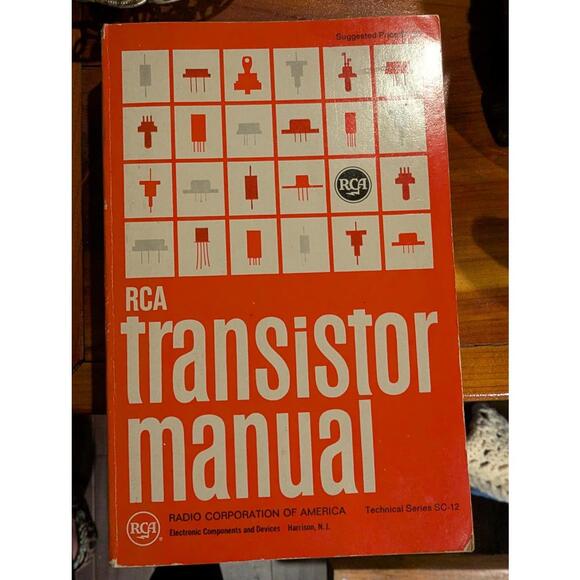 Suggested Price
RCA
RCA
transistor
manual
RCA
RADIO CORPORATION OF AMERICA Technical Series SC-12
Electronic Components and Devices Harrison, N. J.